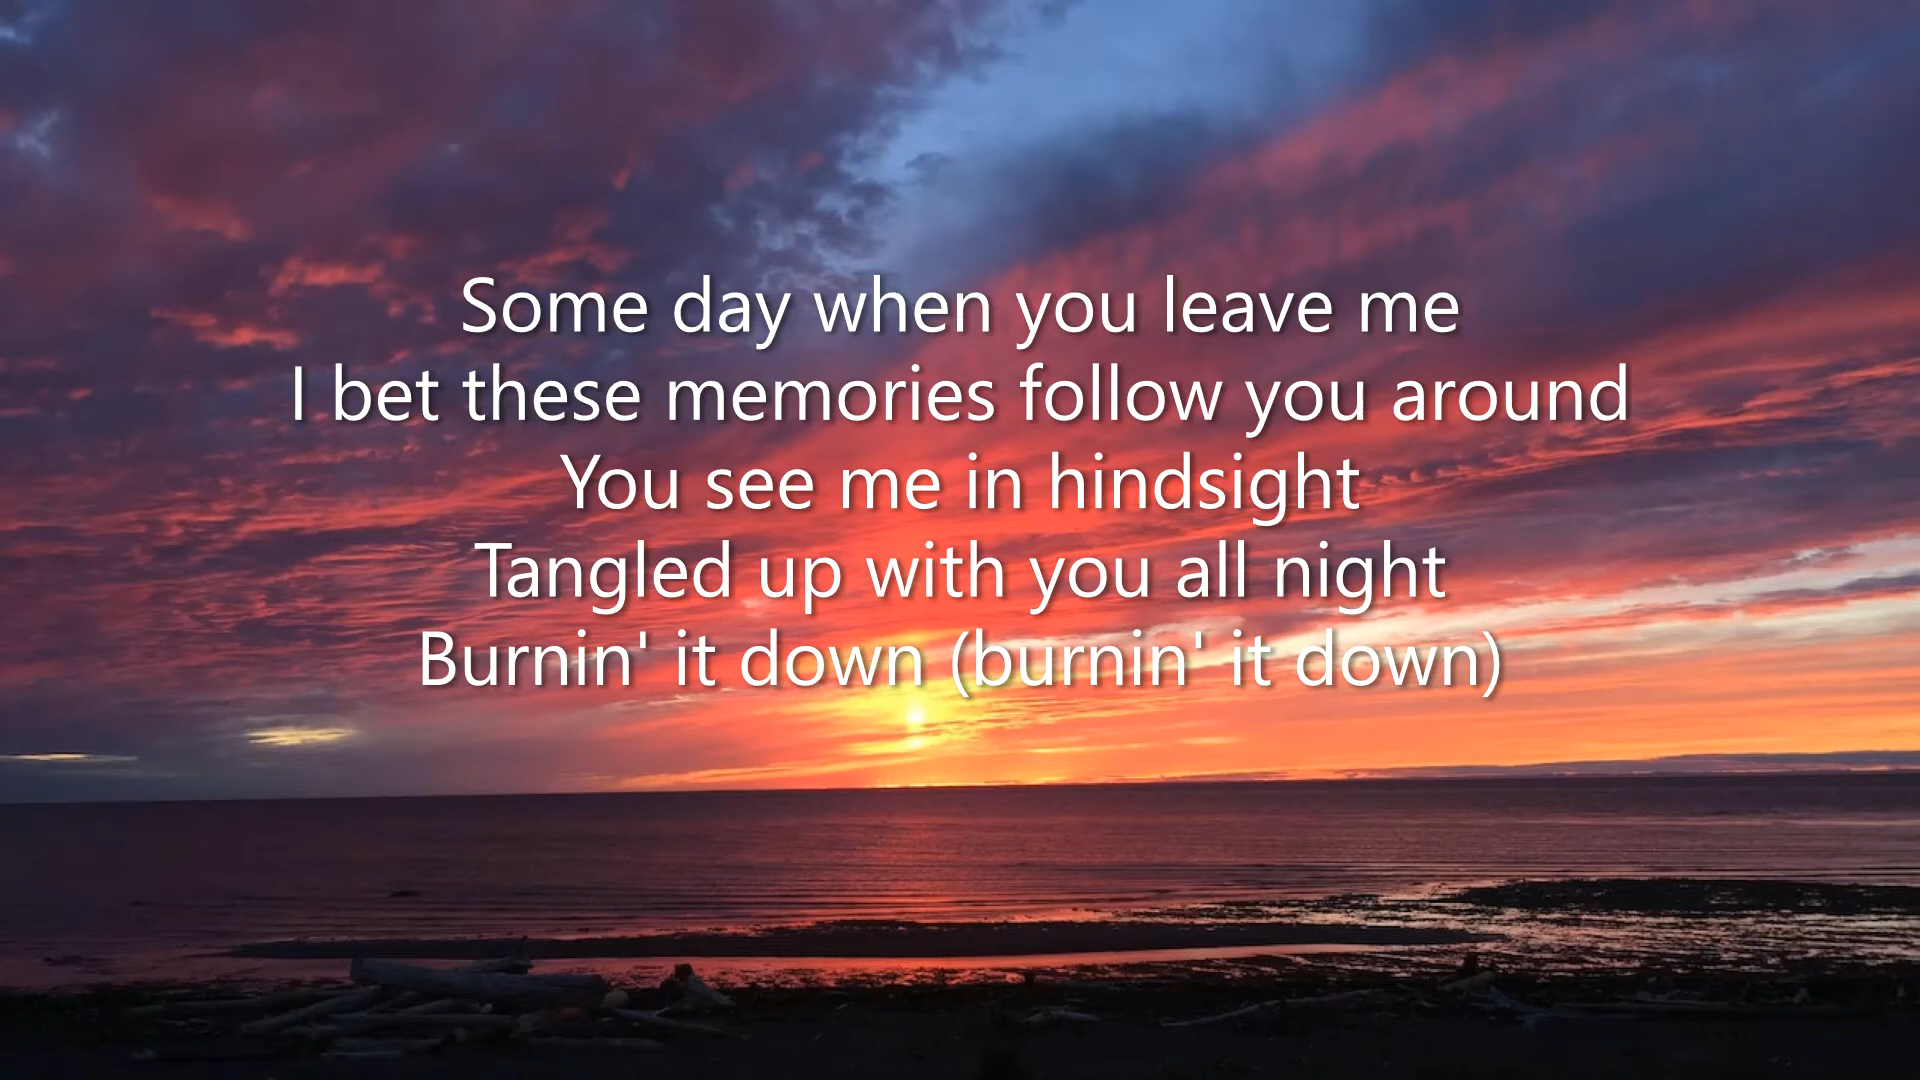 Some day when you leave me
I bet these memories follow you around
You see me in hindsight
Tangled up with you all night
Burnin' it down (burnin' it down)